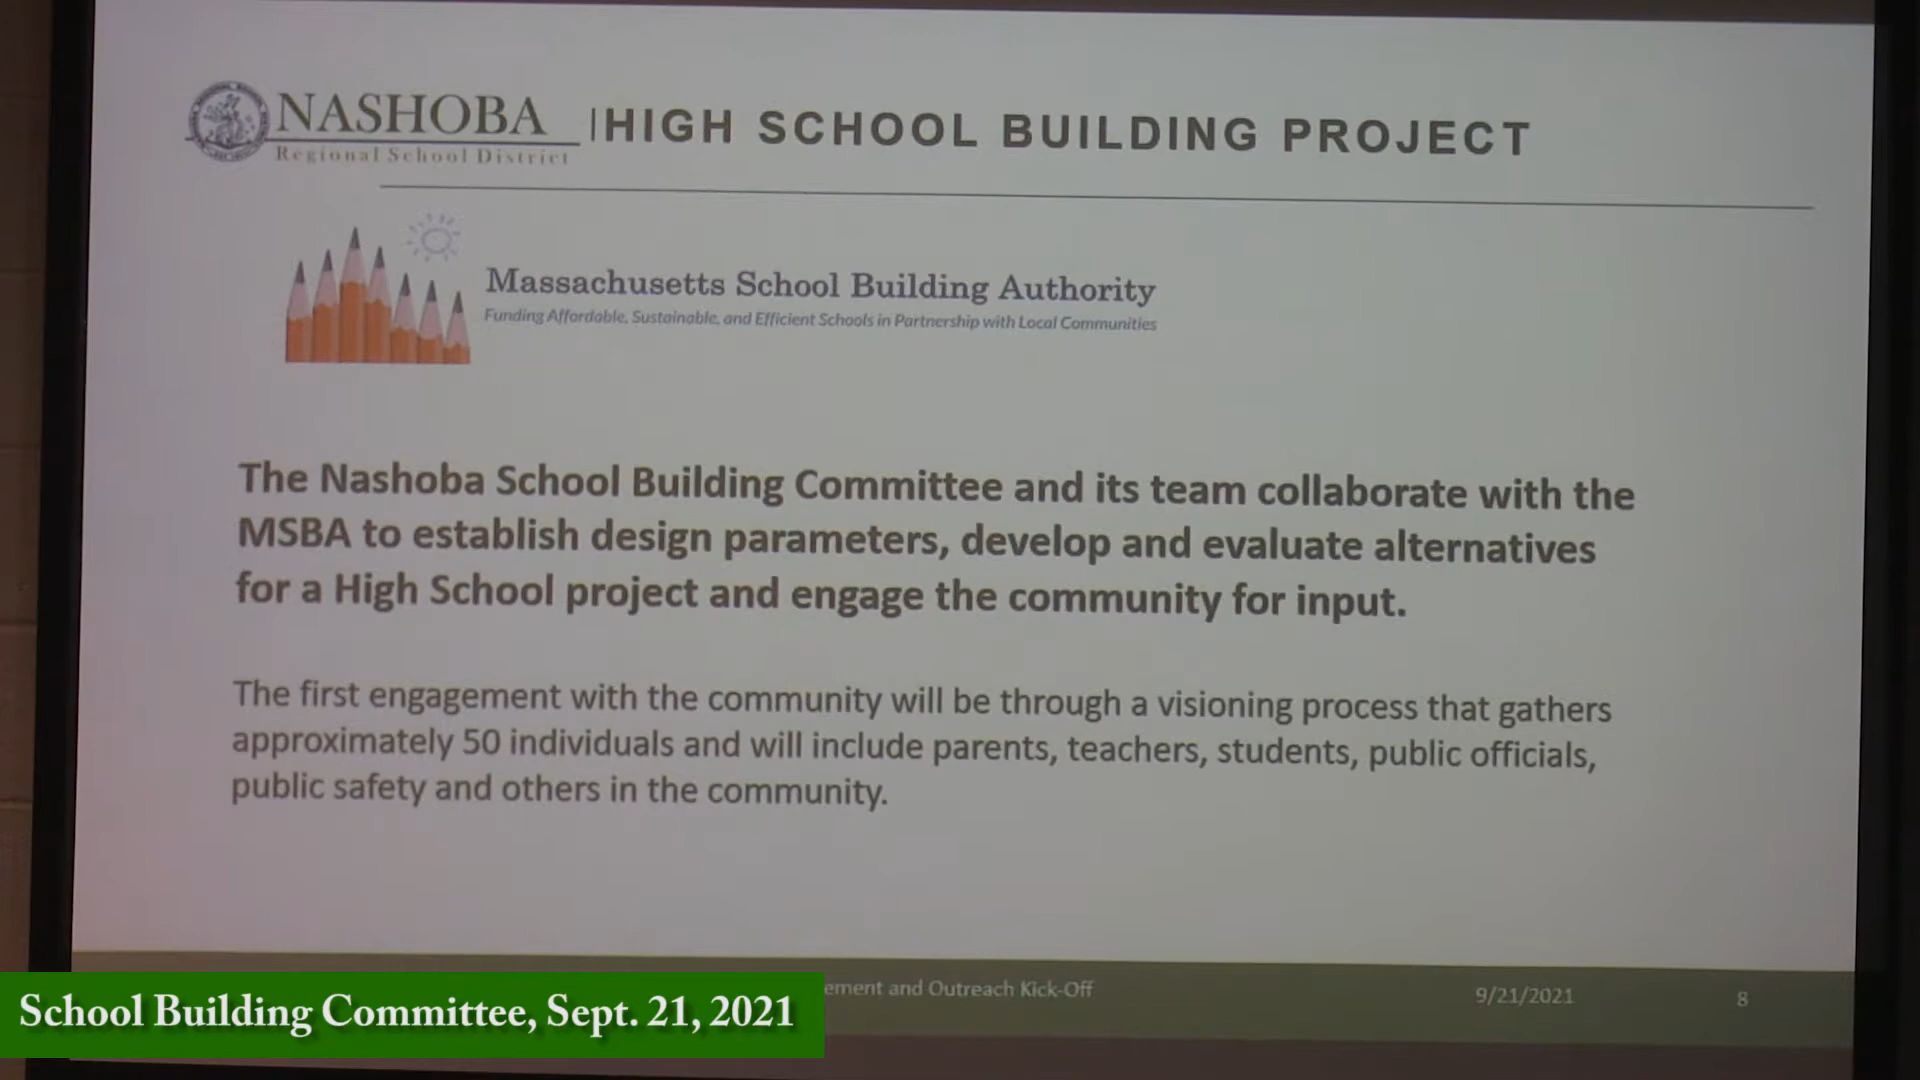 NASHOBA
Regional School District
HIGH SCHOOL BUILDING PROJECT
Massachusetts School Building Authority
Funding Affordable, Sustainable, and Efficient Schools in Partnership with Local Communities
The Nashoba School Building Committee and its team collaborate with the
MSBA to establish design parameters, develop and evaluate alternatives
for a High School project and engage the community for input.
The first engagement with the community will be through a visioning process that gathers
approximately 50 individuals and will include parents, teachers, students, public officials,
public safety and others in the community.
ement and Outreach Kick-Off
9/21/2021
8
School Building Committee, Sept. 21, 2021